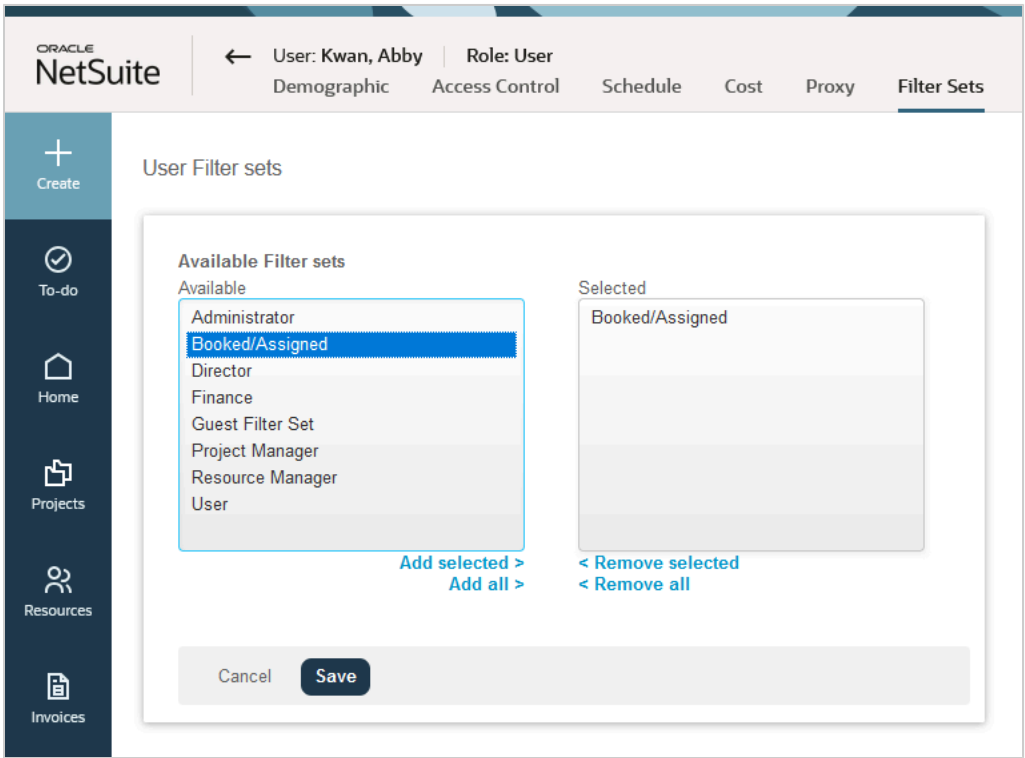 ORACLE
NetSuite
User: Kwan, Abby Role: User
Demographic Access Control Schedule Cost Proxy Filter Sets
Create
To-do
Home
Projects
Resources
Invoices
User Filter sets
Available Filter sets
Available
Administrator
Booked/Assigned
Director
Finance
Guest Filter Set
Project Manager
Resource Manager
User
Add selected >
Add all >
Selected
Booked/Assigned
< Remove selected
< Remove all
Cancel Save